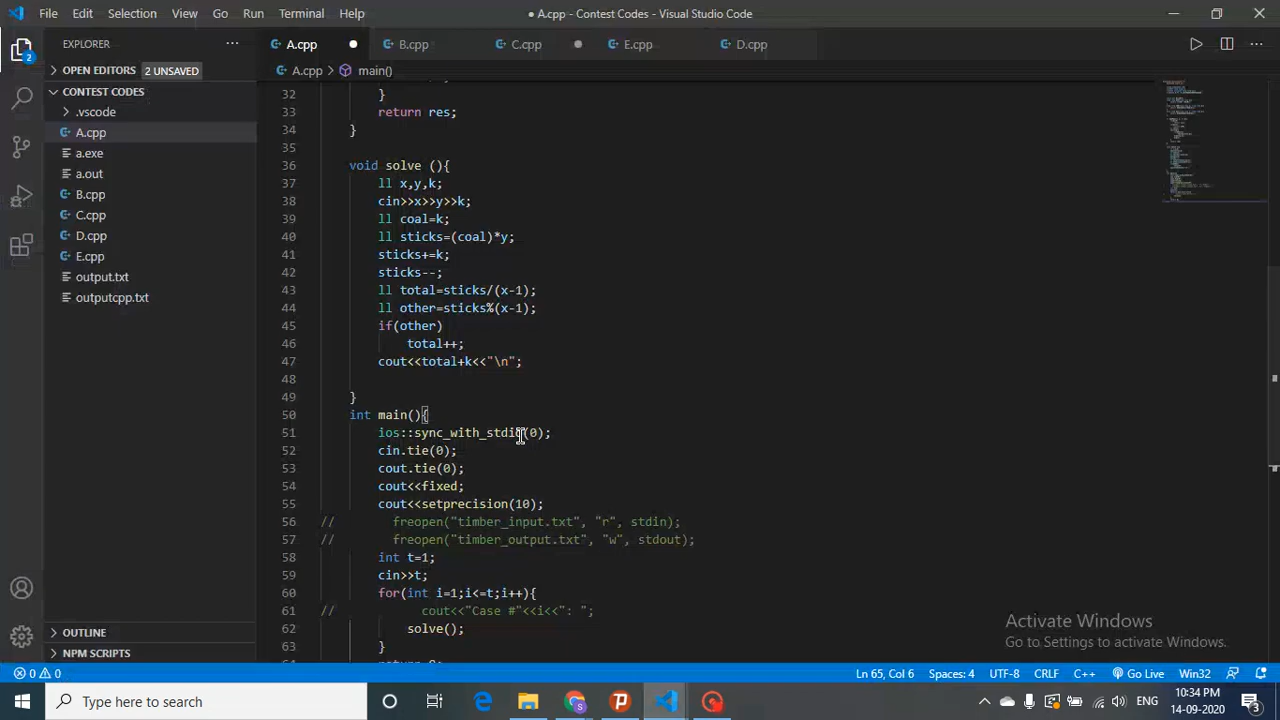 File Edit Selection View Go Run Terminal Help
● A.cpp - Contest Codes - Visual Studio Code
EXPLORER
A.cpp B.cpp C.cpp E.cpp D.cpp
OPEN EDITORS 2 UNSAVED
A.cpp > main()
CONTEST CODES
.vscode
A.cpp
a.exe
a.out
B.cpp
C.cpp
D.cpp
E.cpp
output.txt
outputcpp.txt
OUTLINE
NPM SCRIPTS
32 }
33 return res;
34 }
35
36 void solve (){
37 ll x,y,k;
38 cin>>x>>y>>k;
39 ll coal=k;
40 ll sticks=(coal)*y;
41 sticks+=k;
42 sticks--;
43 ll total=sticks/(x-1);
44 ll other=sticks%(x-1);
45 if(other)
46 total++;
47 cout<<total+k<<"\n";
48
49 }
50 int main(){
51 ios::sync_with_stdio(0);
52 cin.tie(0);
53 cout.tie(0);
54 cout<<fixed;
55 cout<<setprecision(10);
56 // freopen("timber_input.txt", "r", stdin);
57 // freopen("timber_output.txt", "w", stdout);
58 int t=1;
59 cin>>t;
60 for(int i=1;i<=t;i++){
61 // cout<<"Case #"<<i<<": ";
62 solve();
63 }
Activate Windows
Go to Settings to activate Windows.
0 0 Ln 65, Col 6 Spaces: 4 UTF-8 CRLF C++ Go Live Win32
Type here to search
ENG
10:34 PM
14-09-2020
3